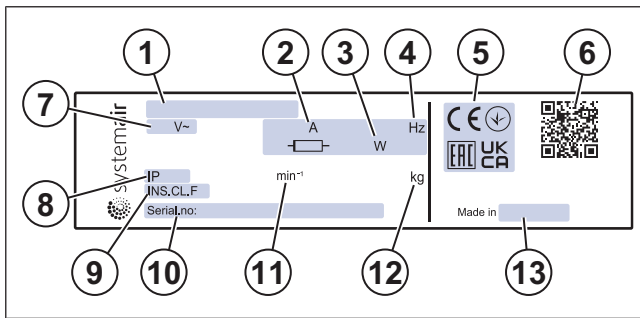 1 2 3 4 5 6
7 V~ A Hz CE
W EAC UK CA
systemair
8 IP min⁻¹ kg
INS.CL.F
Serial.no: Made in
9 10 11 12 13